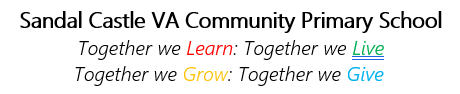 Sandal Castle VA Community Primary School
Together we Learn: Together we Live
Together we Grow: Together we Give